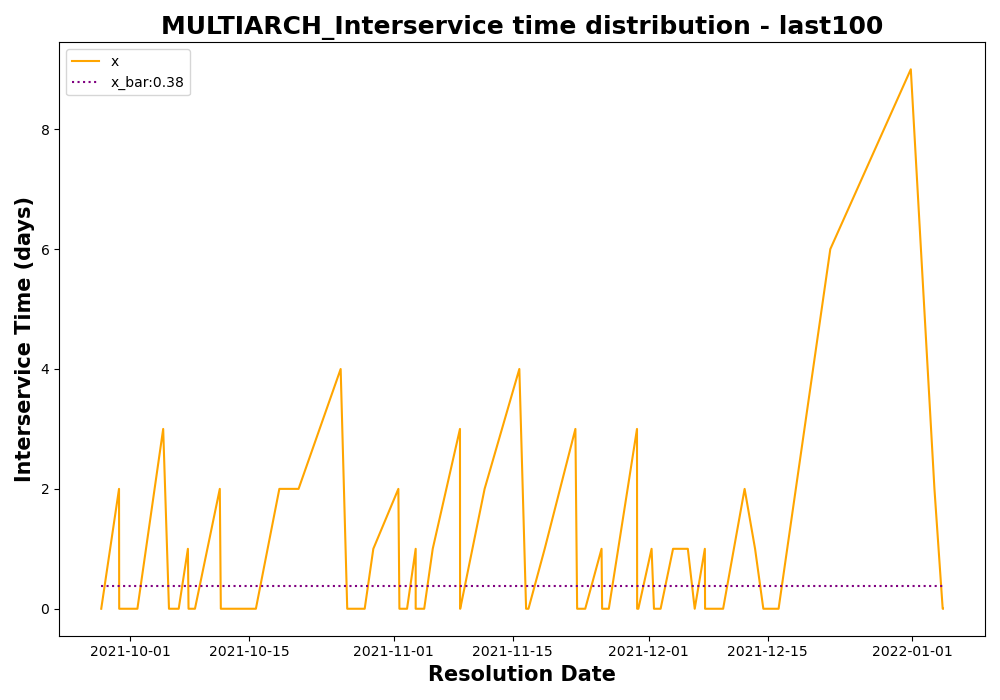 MULTIARCH_Interservice time distribution - last100
x
x_bar:0.38
Interservice Time (days)
8
6
4
2
0
2021-10-01 2021-10-15 2021-11-01 2021-11-15 2021-12-01 2021-12-15 2022-01-01
Resolution Date